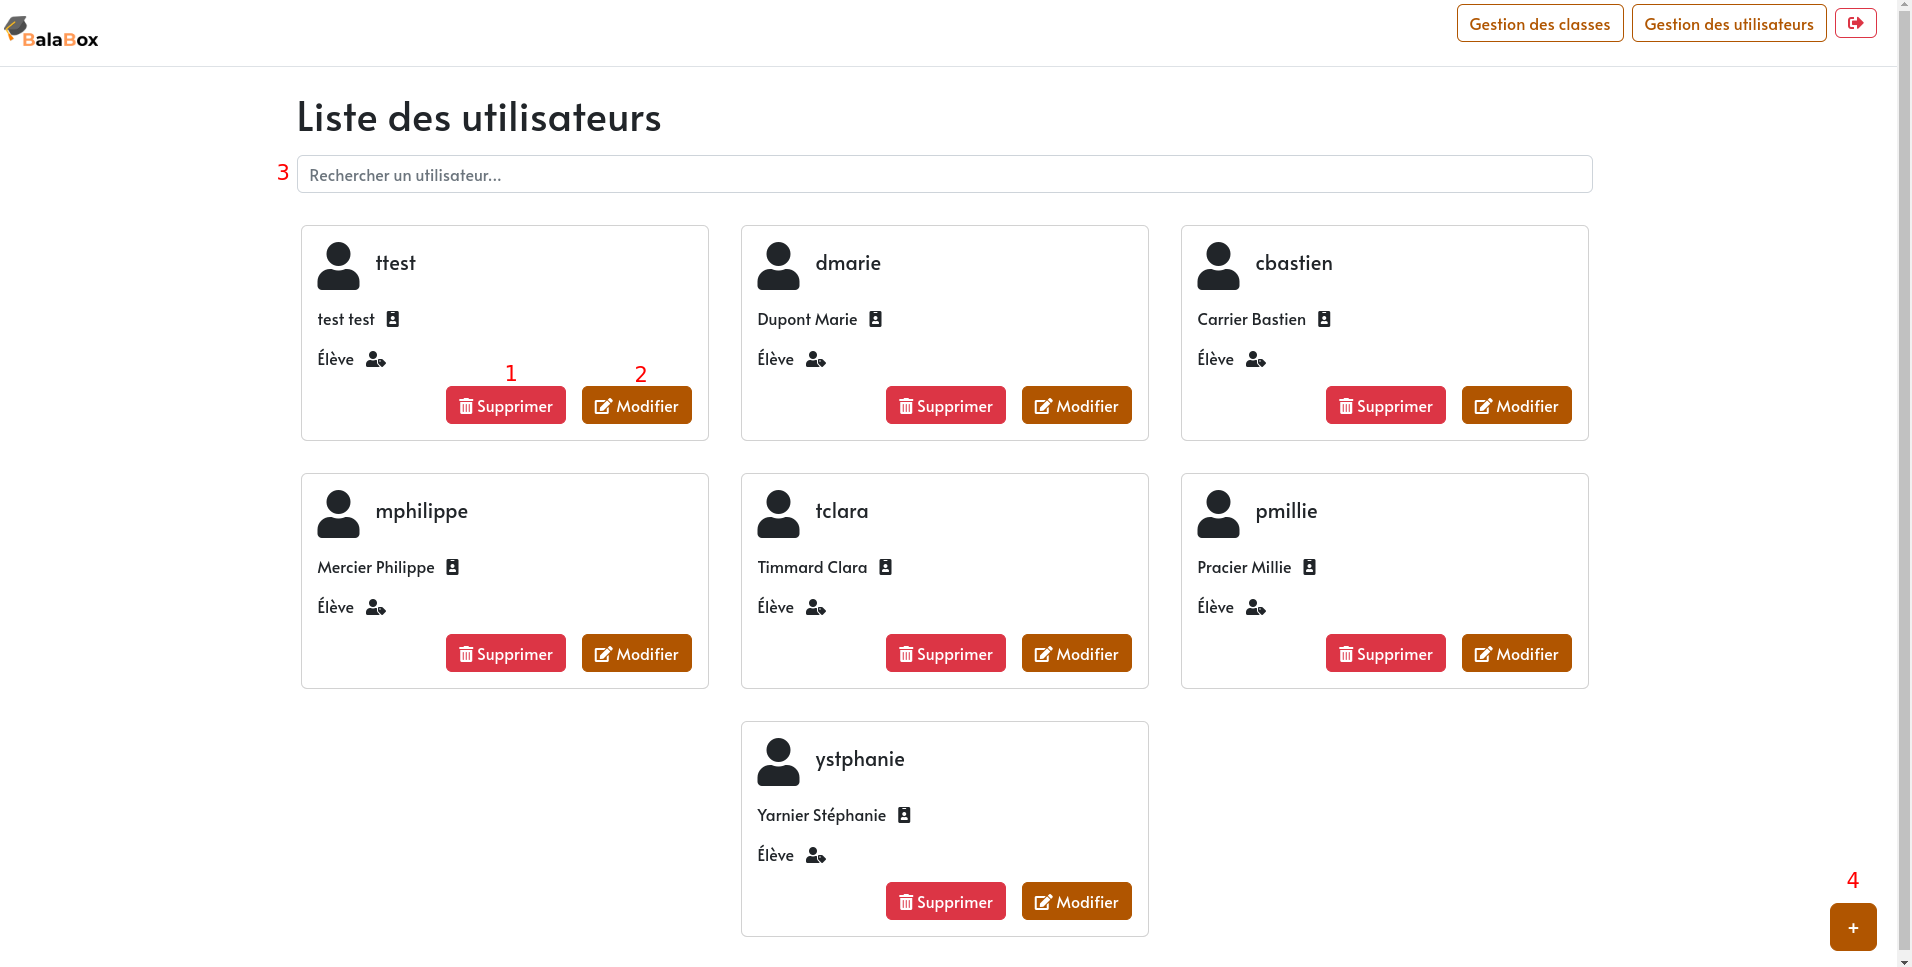 BalaBox
Gestion des classes
Gestion des utilisateurs
Liste des utilisateurs
3
Rechercher un utilisateur...
ttest
test test
Élève
1
2
Supprimer
Modifier
dmarie
Dupont Marie
Élève
Supprimer
Modifier
cbastien
Carrier Bastien
Élève
Supprimer
Modifier
mphilippe
Mercier Philippe
Élève
Supprimer
Modifier
tclara
Timmard Clara
Élève
Supprimer
Modifier
pmillie
Pracier Millie
Élève
Supprimer
Modifier
ystphanie
Yarnier Stéphanie
Élève
Supprimer
Modifier
4
+